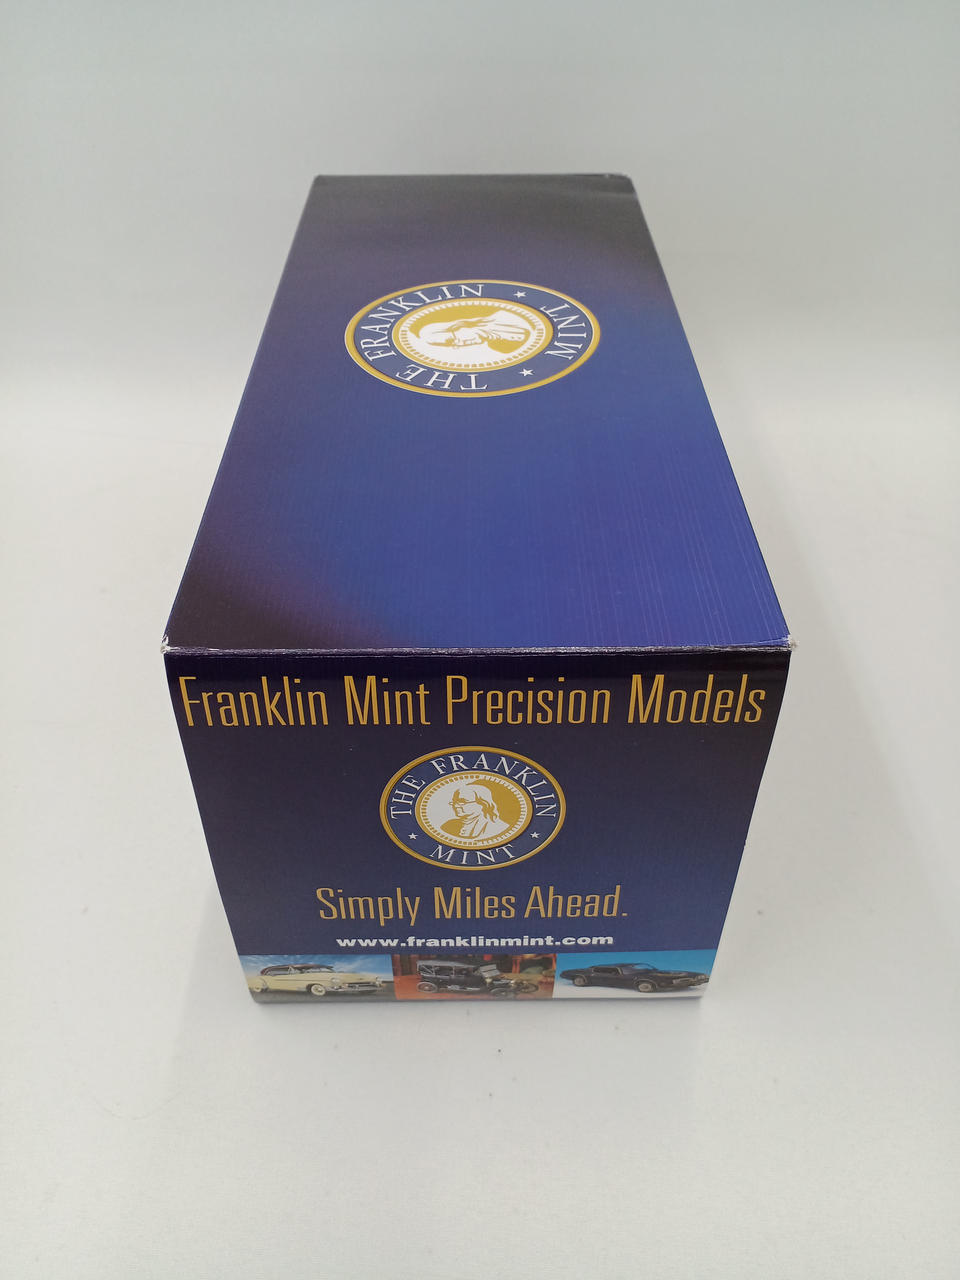 THE FRANKLIN
MINT
Franklin Mint Precision Models
THE FRANKLIN
MINT
Simply Miles Ahead.
www.franklinmint.com